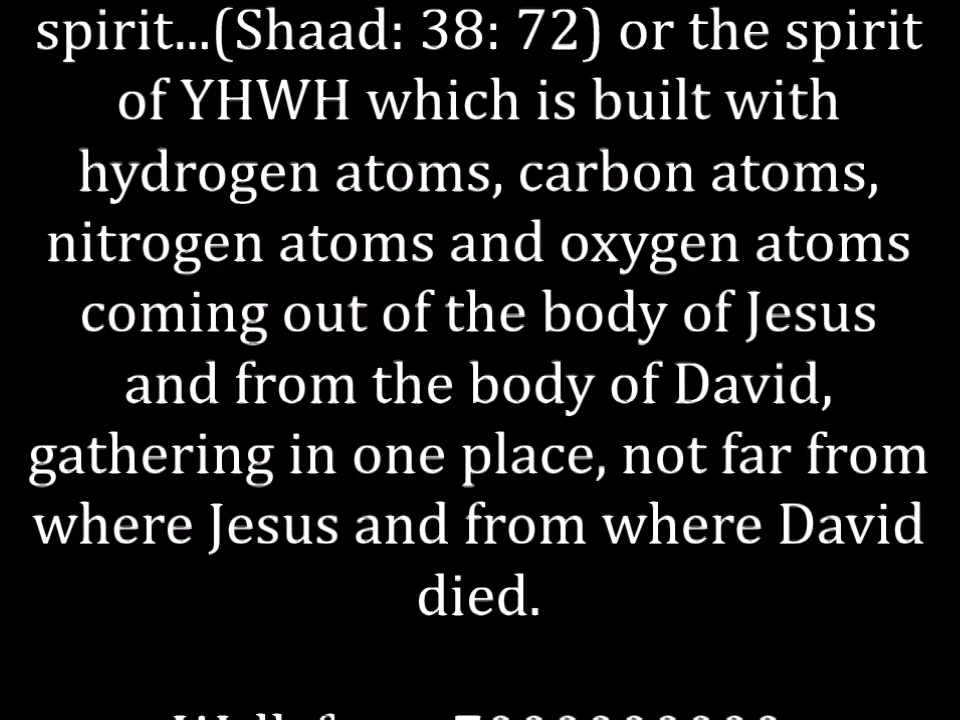 spirit...(Shaad: 38: 72) or the spirit
of YHWH which is built with
hydrogen atoms, carbon atoms,
nitrogen atoms and oxygen atoms
coming out of the body of Jesus
and from the body of David,
gathering in one place, not far from
where Jesus and from where David
died.